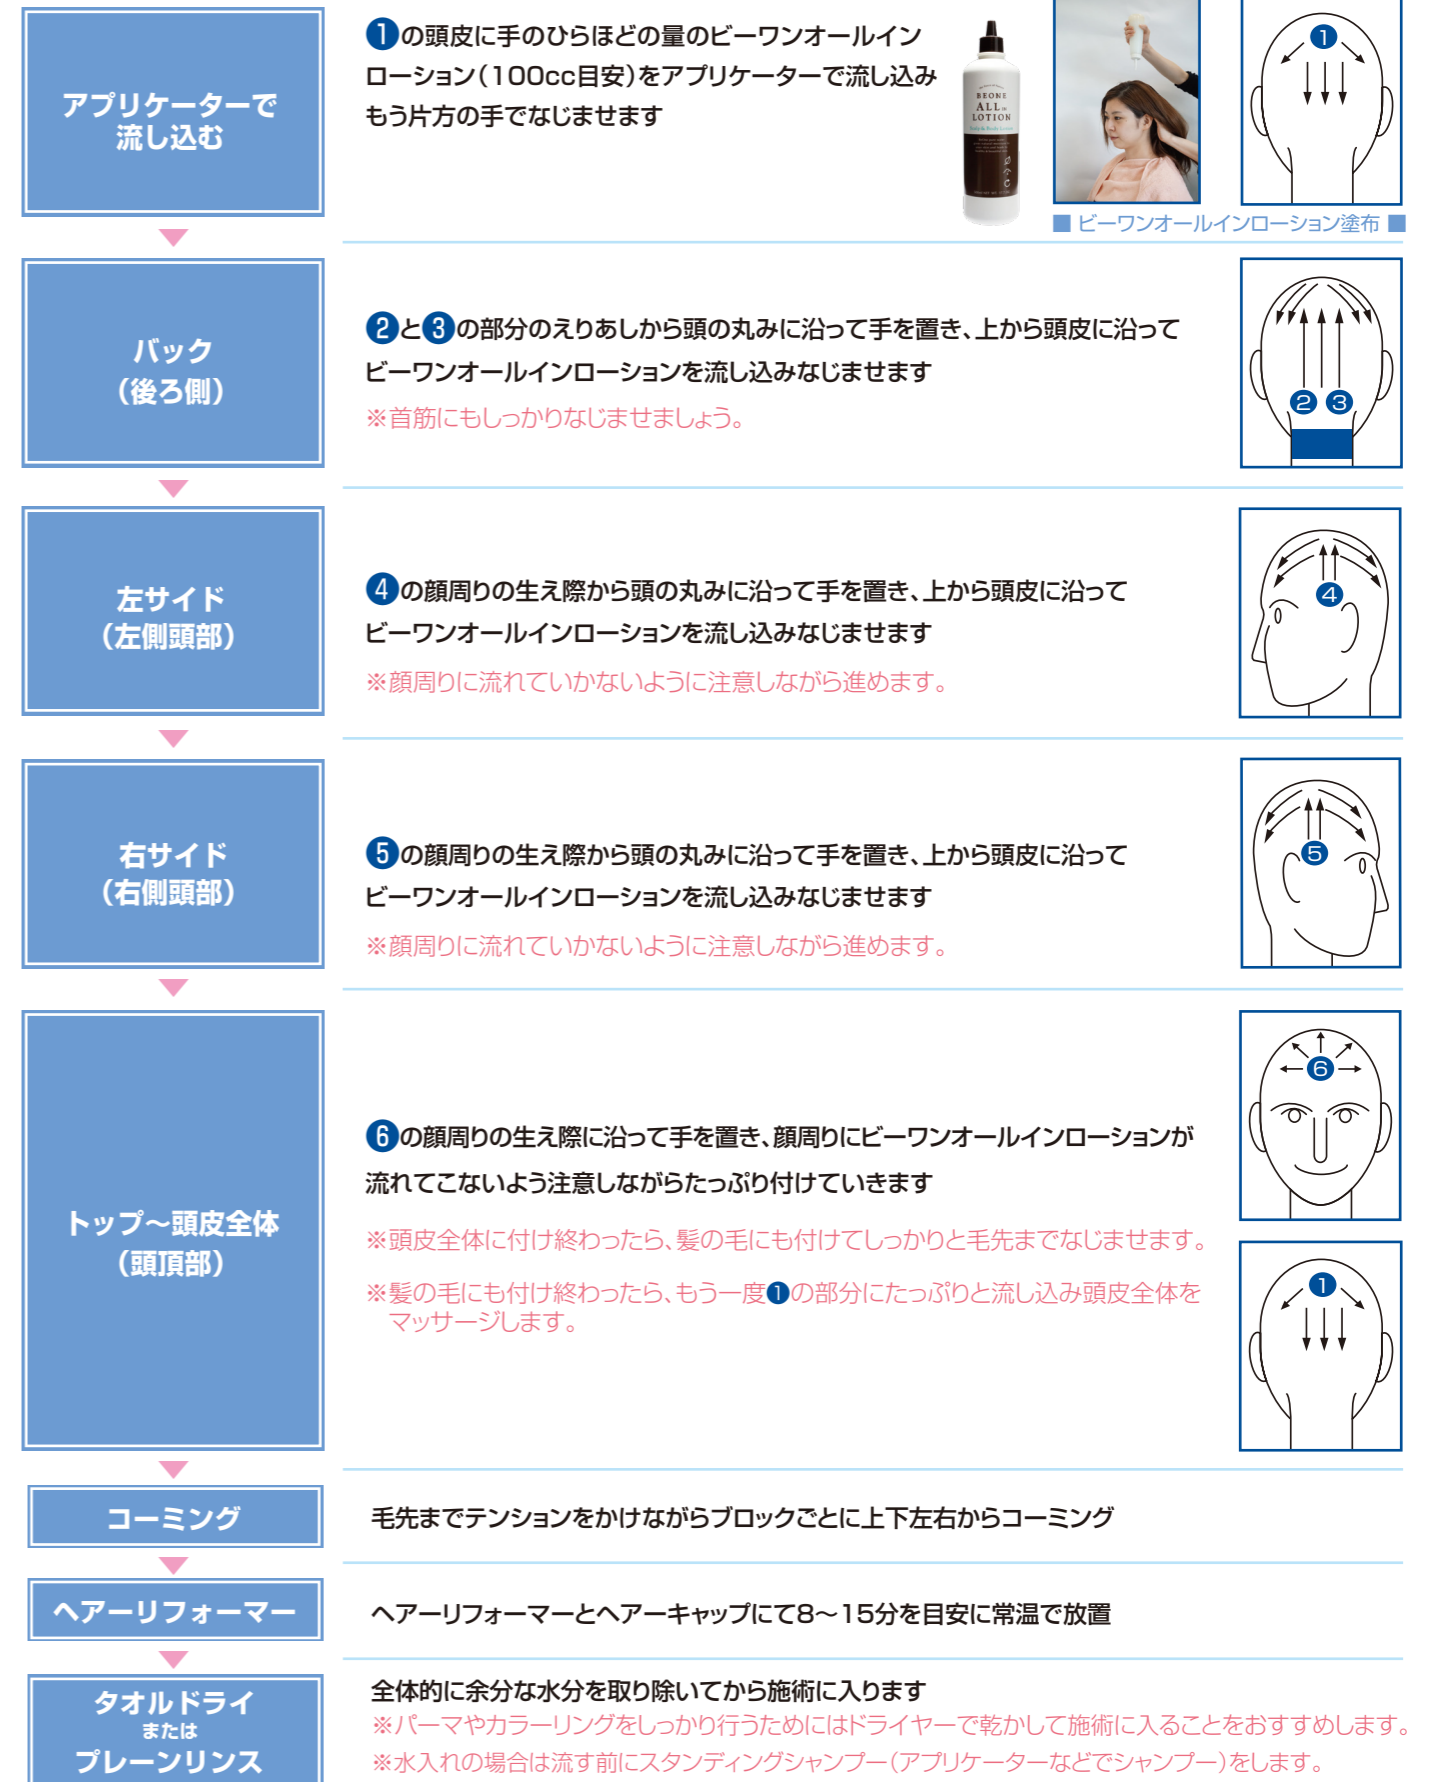 アプリケーターで
流し込む
❶の頭皮に手のひらほどの量のビーワンオールイン
ローション（100cc目安）をアプリケーターで流し込み
もう片方の手でなじませます
BEONE
ALL IN
LOTION
1
■ ビーワンオールインローション塗布 ■
バック
（後ろ側）
❷と❸の部分のえりあしから頭の丸みに沿って手を置き、上から頭皮に沿って
ビーワンオールインローションを流し込みなじませます
※首筋にもしっかりなじませましょう。
2 3
左サイド
（左側頭部）
❹の顔周りの生え際から頭の丸みに沿って手を置き、上から頭皮に沿って
ビーワンオールインローションを流し込みなじませます
※顔周りに流れていかないように注意しながら進めます。
4
右サイド
（右側頭部）
❺の顔周りの生え際から頭の丸みに沿って手を置き、上から頭皮に沿って
ビーワンオールインローションを流し込みなじませます
※顔周りに流れていかないように注意しながら進めます。
5
トップ～頭皮全体
（頭頂部）
❻の顔周りの生え際に沿って手を置き、顔周りにビーワンオールインローションが
流れてこないよう注意しながらたっぷり付けていきます
※頭皮全体に付け終わったら、髪の毛にも付けてしっかりと毛先までなじませます。
※髪の毛にも付け終わったら、もう一度❶の部分にたっぷりと流し込み頭皮全体を
マッサージします。
6
1
コーミング
毛先までテンションをかけながらブロックごとに上下左右からコーミング
ヘアーリフォーマー
ヘアーリフォーマーとヘアーキャップにて8～15分を目安に常温で放置
タオルドライ
または
プレーンリンス
全体的に余分な水分を取り除いてから施術に入ります
※パーマやカラーリングをしっかり行うためにはドライヤーで乾かして施術に入ることをおすすめします。
※水入れの場合は流す前にスタンディングシャンプー（アプリケーターなどでシャンプー）をします。